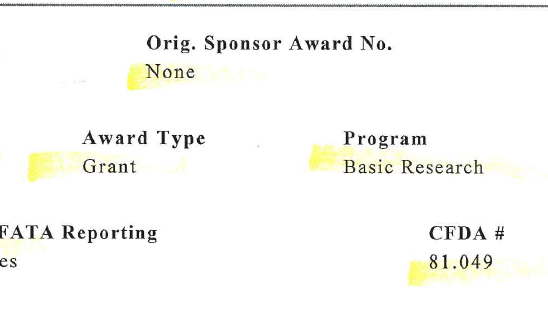 Orig. Sponsor Award No.
None
Award Type
Program
Grant
Basic Research
FATA Reporting
CFDA #
es
81.049